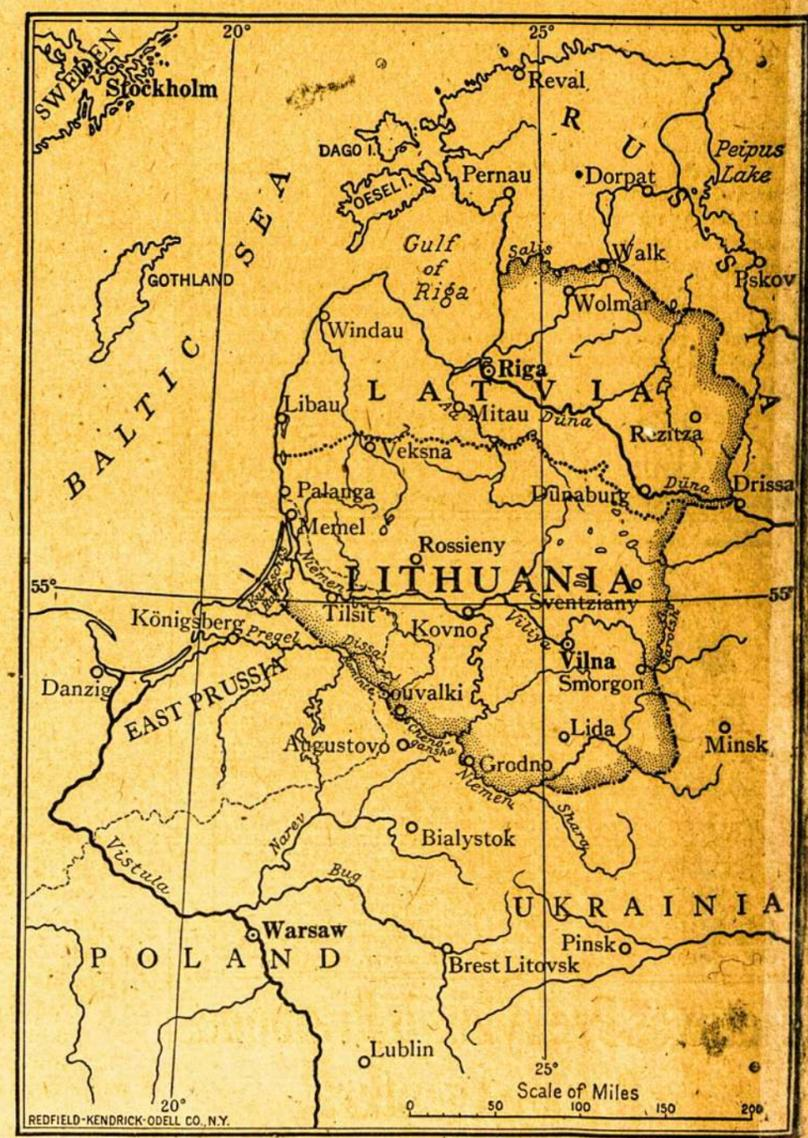 20°
25°
SWEDEN
Stockholm
Reval
R U S S I A
DAGO I.
Peipus
Lake
OESEL I.
Pernau
Dorpat
BALTIC SEA
Gulf
of
Riga
Salis
Walk
GOTHLAND
Pskov
Wolmar
Windau
Riga
LATVIA
Libau
Aa
Mitau
Düna
Rezitza
Veksna
Palanga
Dünaburg
Düna
Drissa
Memel
Rossieny
Niemen
LITHUANIA
55°
55°
Tilsit
Sventziany
Königsberg
Pregel
Kovno
Viliya
Vilna
Danzig
EAST PRUSSIA
Smorgon
Souvalki
Augustovo
Lida
Minsk
Grodno
Niemen
Narev
Bialystok
Vistula
Bug
UKRAINIA
Warsaw
Pinsk
POLAND
Brest Litovsk
Lublin
20°
25°
Scale of Miles
0 50 100 150 200
REDFIELD-KENDRICK-ODELL CO., N.Y.